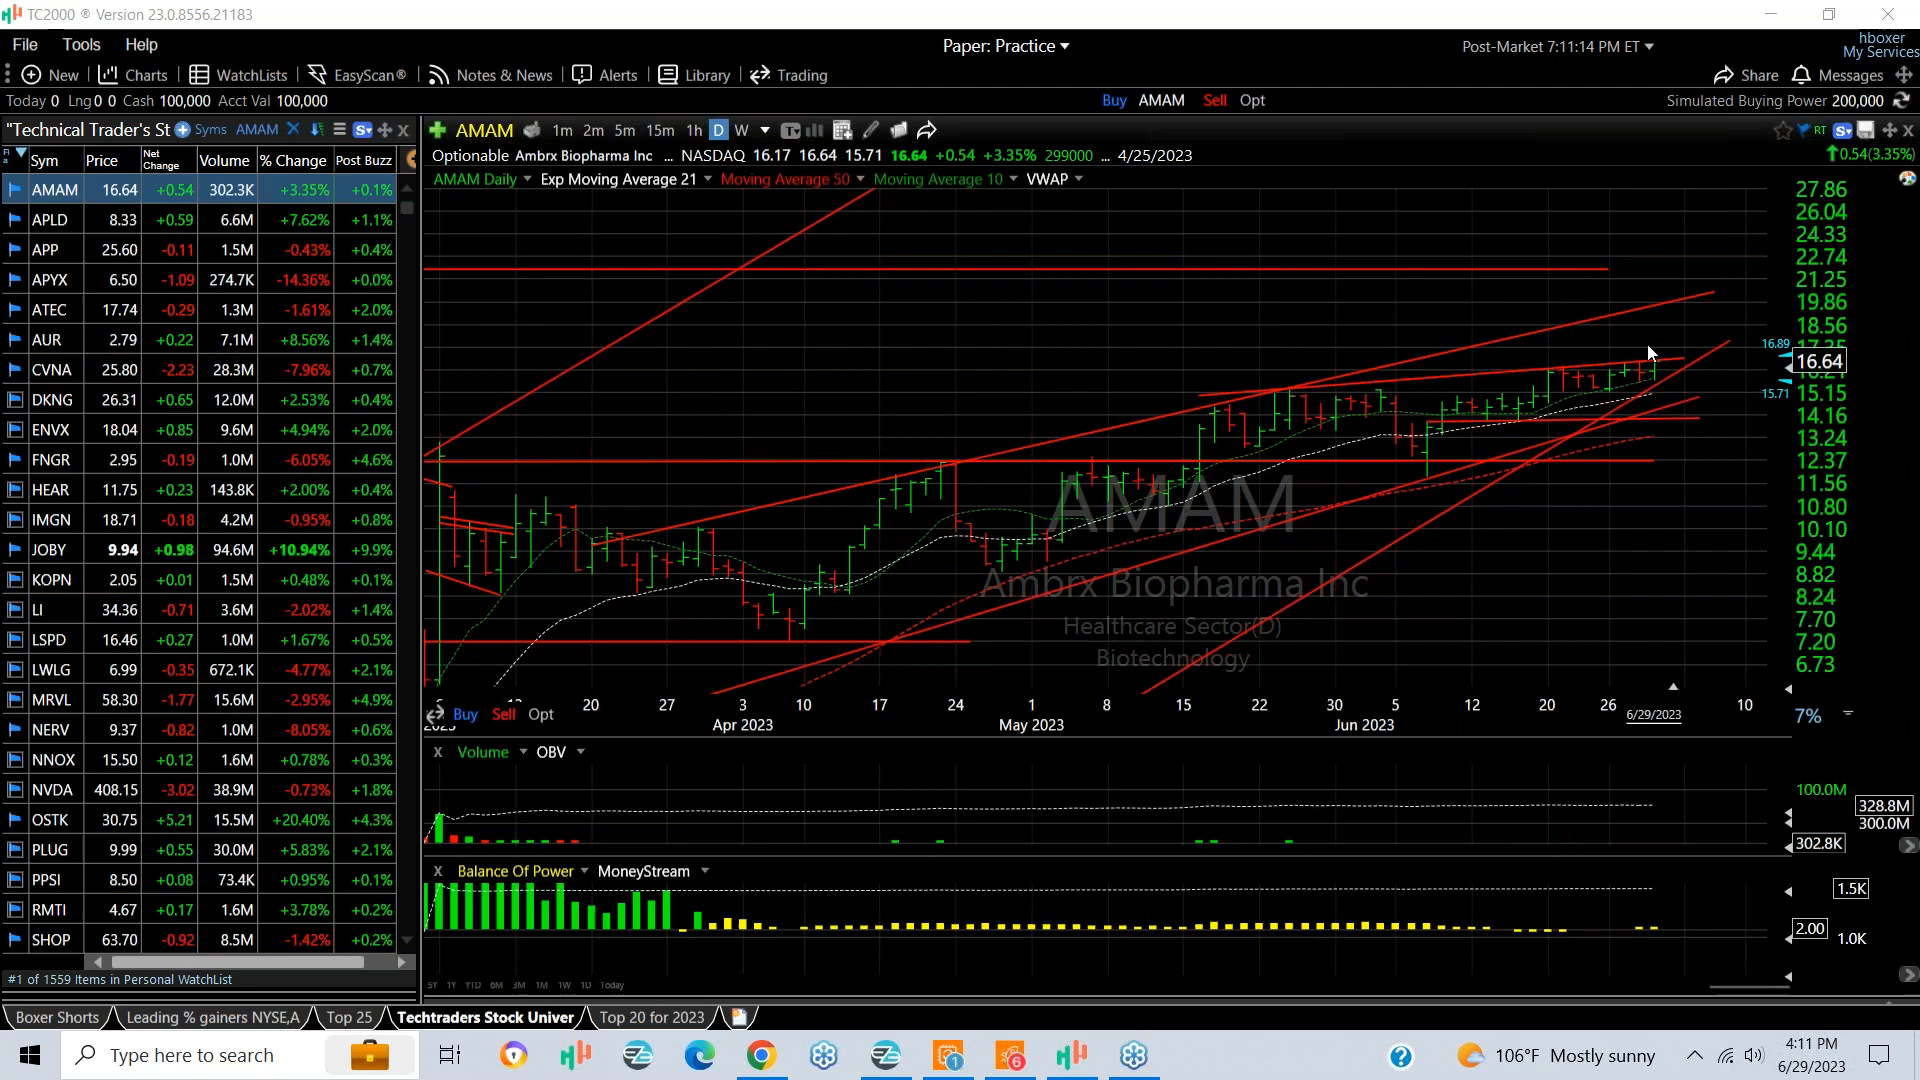 TC2000 ® Version 23.0.8556.21183
File Tools Help
Paper: Practice
Post-Market 7:11:14 PM ET
hboxer
My Services
New Charts WatchLists EasyScan® Notes & News Alerts Library Trading
Share Messages
Today 0 Lng 0 0 Cash 100,000 Acct Val 100,000
Buy AMAM Sell Opt
Simulated Buying Power 200,000
"Technical Trader's St Syms AMAM
AMAM 1m 2m 5m 15m 1h D W
RT
Optionable Ambrx Biopharma Inc ... NASDAQ 16.17 16.64 15.71 16.64 +0.54 +3.35% 299000 ... 4/25/2023
0.54(3.35%)
Sym Price Net Change Volume % Change Post Buzz
AMAM Daily Exp Moving Average 21 Moving Average 50 Moving Average 10 VWAP
AMAM 16.64 +0.54 302.3K +3.35% +0.1%
APLD 8.33 +0.59 6.6M +7.62% +1.1%
APP 25.60 -0.11 1.5M -0.43% +0.4%
APYX 6.50 -1.09 274.7K -14.36% +0.0%
ATEC 17.74 -0.29 1.3M -1.61% +2.0%
AUR 2.79 +0.22 7.1M +8.56% +1.4%
CVNA 25.80 -2.23 28.3M -7.96% +0.7%
DKNG 26.31 +0.65 12.0M +2.53% +0.4%
ENVX 18.04 +0.85 9.6M +4.94% +2.0%
FNGR 2.95 -0.19 1.0M -6.05% +4.6%
HEAR 11.75 +0.23 143.8K +2.00% +0.4%
IMGN 18.71 -0.18 4.2M -0.95% +0.8%
JOBY 9.94 +0.98 94.6M +10.94% +9.9%
KOPN 2.05 +0.01 1.5M +0.48% +0.1%
LI 34.36 -0.71 3.6M -2.02% +1.4%
LSPD 16.46 +0.27 1.0M +1.67% +0.5%
LWLG 6.99 -0.35 672.1K -4.77% +2.1%
MRVL 58.30 -1.77 15.6M -2.95% +4.9%
NERV 9.37 -0.82 1.0M -8.05% +0.6%
NNOX 15.50 +0.12 1.6M +0.78% +0.3%
NVDA 408.15 -3.02 38.9M -0.73% +1.8%
OSTK 30.75 +5.21 15.5M +20.40% +4.3%
PLUG 9.99 +0.55 30.0M +5.83% +2.1%
PPSI 8.50 +0.08 73.4K +0.95% +0.1%
RMTI 4.67 +0.17 1.6M +3.78% +0.2%
SHOP 63.70 -0.92 8.5M -1.42% +0.2%
#1 of 1559 Items in Personal WatchList
27.86
26.04
24.33
22.74
21.25
19.86
18.56
16.89
16.64
15.71
15.15
14.16
13.24
12.37
11.56
10.80
10.10
9.44
8.82
8.24
7.70
7.20
6.73
AMAM
Ambrx Biopharma Inc
Healthcare Sector(D)
Biotechnology
20 27 3 10 17 24 1 8 15 22 30 5 12 20 26 6/29/2023 10
Buy Sell Opt
Apr 2023 May 2023 Jun 2023
7%
X Volume OBV
100.0M
328.8M
300.0M
302.8K
X Balance Of Power MoneyStream
1.5K
2.00
1.0K
5Y 1Y YTD 6M 3M 1M 1W 1D Today
Boxer Shorts Leading % gainers NYSE,A Top 25 Techtraders Stock Univer Top 20 for 2023
Type here to search
1
6
106°F Mostly sunny
4:11 PM
6/29/2023